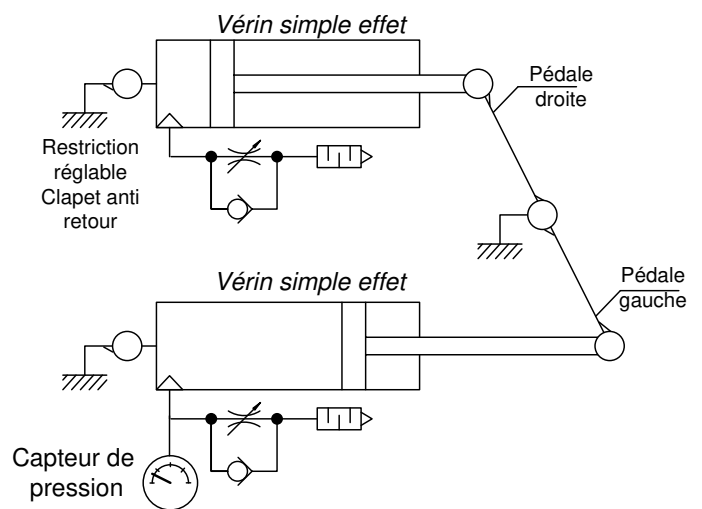 Vérin simple effet
Pédale
droite
Restriction
réglable
Clapet anti
retour
Vérin simple effet
Pédale
gauche
Capteur de
pression